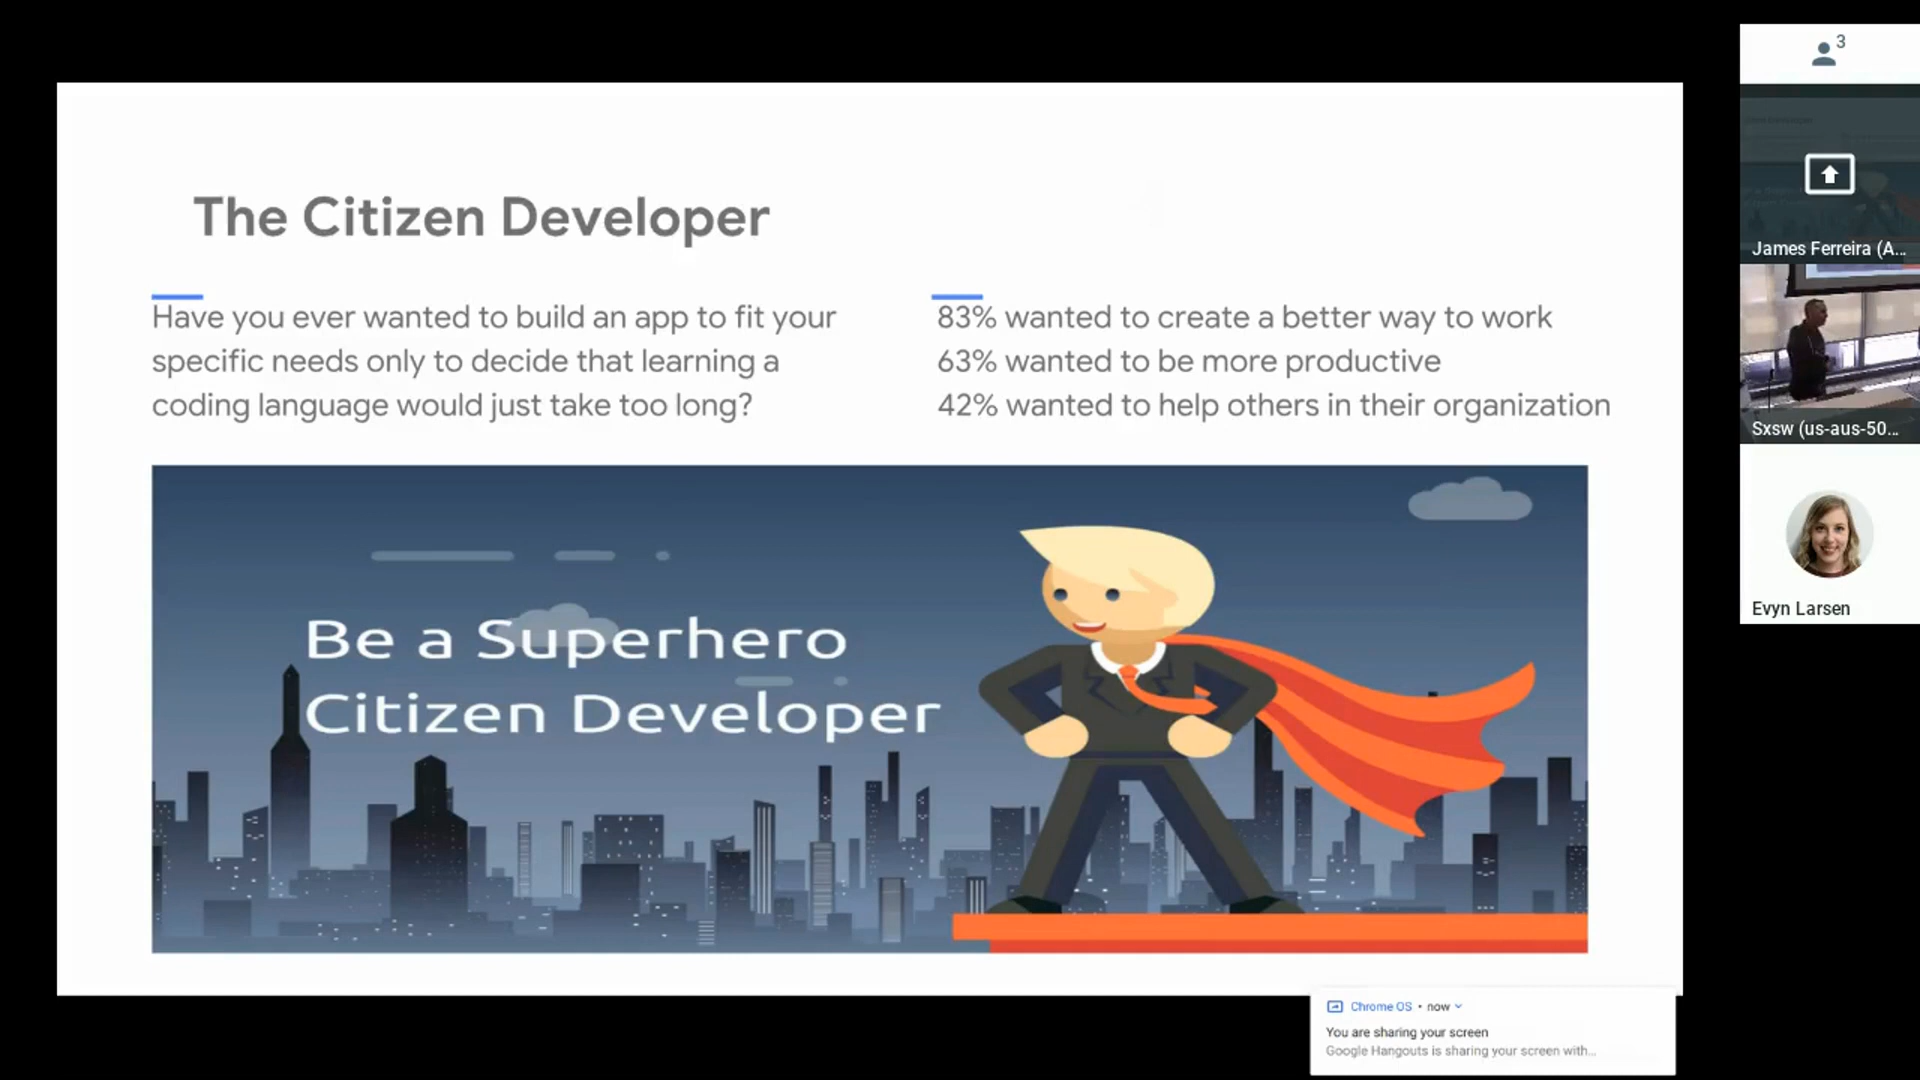 The Citizen Developer
Have you ever wanted to build an app to fit your
specific needs only to decide that learning a
coding language would just take too long?
83% wanted to create a better way to work
63% wanted to be more productive
42% wanted to help others in their organization
Be a Superhero
Citizen Developer
3
James Ferreira (A...
Sxsw (us-aus-50...
Evyn Larsen
Chrome OS • now
You are sharing your screen
Google Hangouts is sharing your screen with...